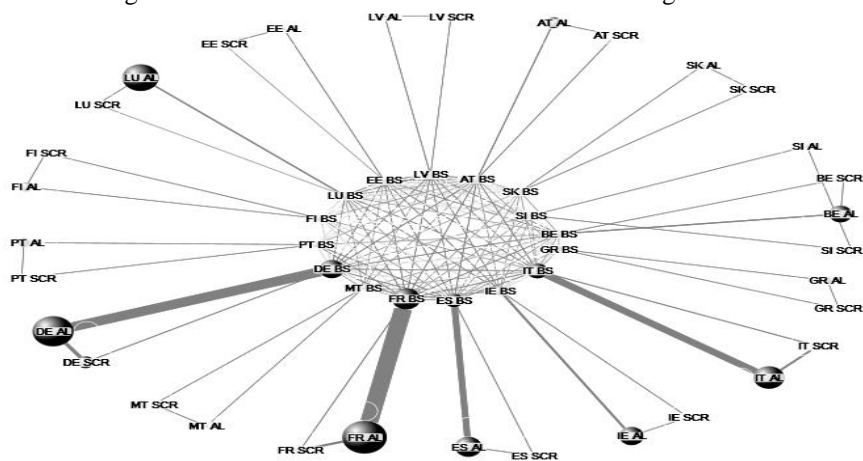 LV AL
LV SCR
EE AL
EE SCR
AT AL
AT SCR
LU AL
LU SCR
SK AL
SK SCR
FI SCR
FI AL
SI AL
BE SCR
BE AL
SI SCR
LV BS
EE BS
AT BS
LU BS
SK BS
FI BS
SI BS
BE BS
PT AL
PT BS
GR BS
PT SCR
DE BS
IT BS
GR AL
MT BS
IE BS
FR BS
ES BS
GR SCR
DE AL
DE SCR
IT SCR
IT AL
MT SCR
MT AL
IE SCR
IE AL
FR AL
FR SCR
ES AL
ES SCR